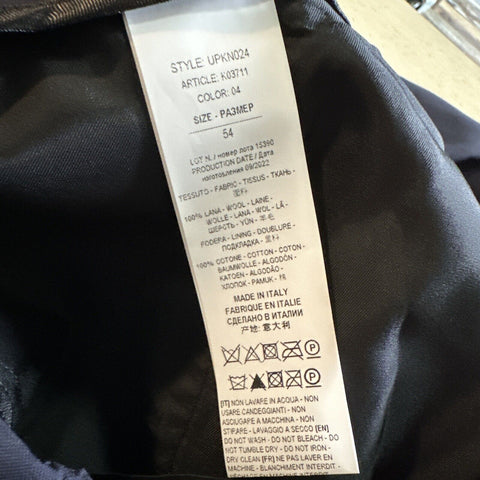 STYLE: UPKN024
ARTICLE: K03711
COLOR: 04
SIZE - РАЗМЕР
54
LOT N. / номер лота 15390
PRODUCTION DATE / Дата
изготовления 09/2022
TESSUTO - FABRIC - TISSUS - ТКАНЬ -
面料
100% LANA - WOOL - LAINE -
WOLLE - LANA - WOL - LÃ -
ШЕРСТЬ - YÜN - 羊毛
FODERA - LINING - DOUBLURE -
ПОДКЛАДКА - 里料
100% COTONE - COTTON - COTON -
BAUMWOLLE - ALGODÓN -
KATOEN - ALGODÃO -
ХЛОПОК - PAMUK - 棉
MADE IN ITALY
FABRIQUÉ EN ITALIE
СДЕЛАНО В ИТАЛИИ
产地: 意大利
[IT] NON LAVARE IN ACQUA - NON
USARE CANDEGGIANTI - NON
ASCIUGARE A MACCHINA - NON
STIRARE - LAVAGGIO A SECCO [EN]
DO NOT WASH - DO NOT BLEACH - DO
NOT TUMBLE DRY - DO NOT IRON -
DRY CLEAN [FR] NE PAS LAVER EN
MACHINE - BLANCHIMENT INTERDIT -